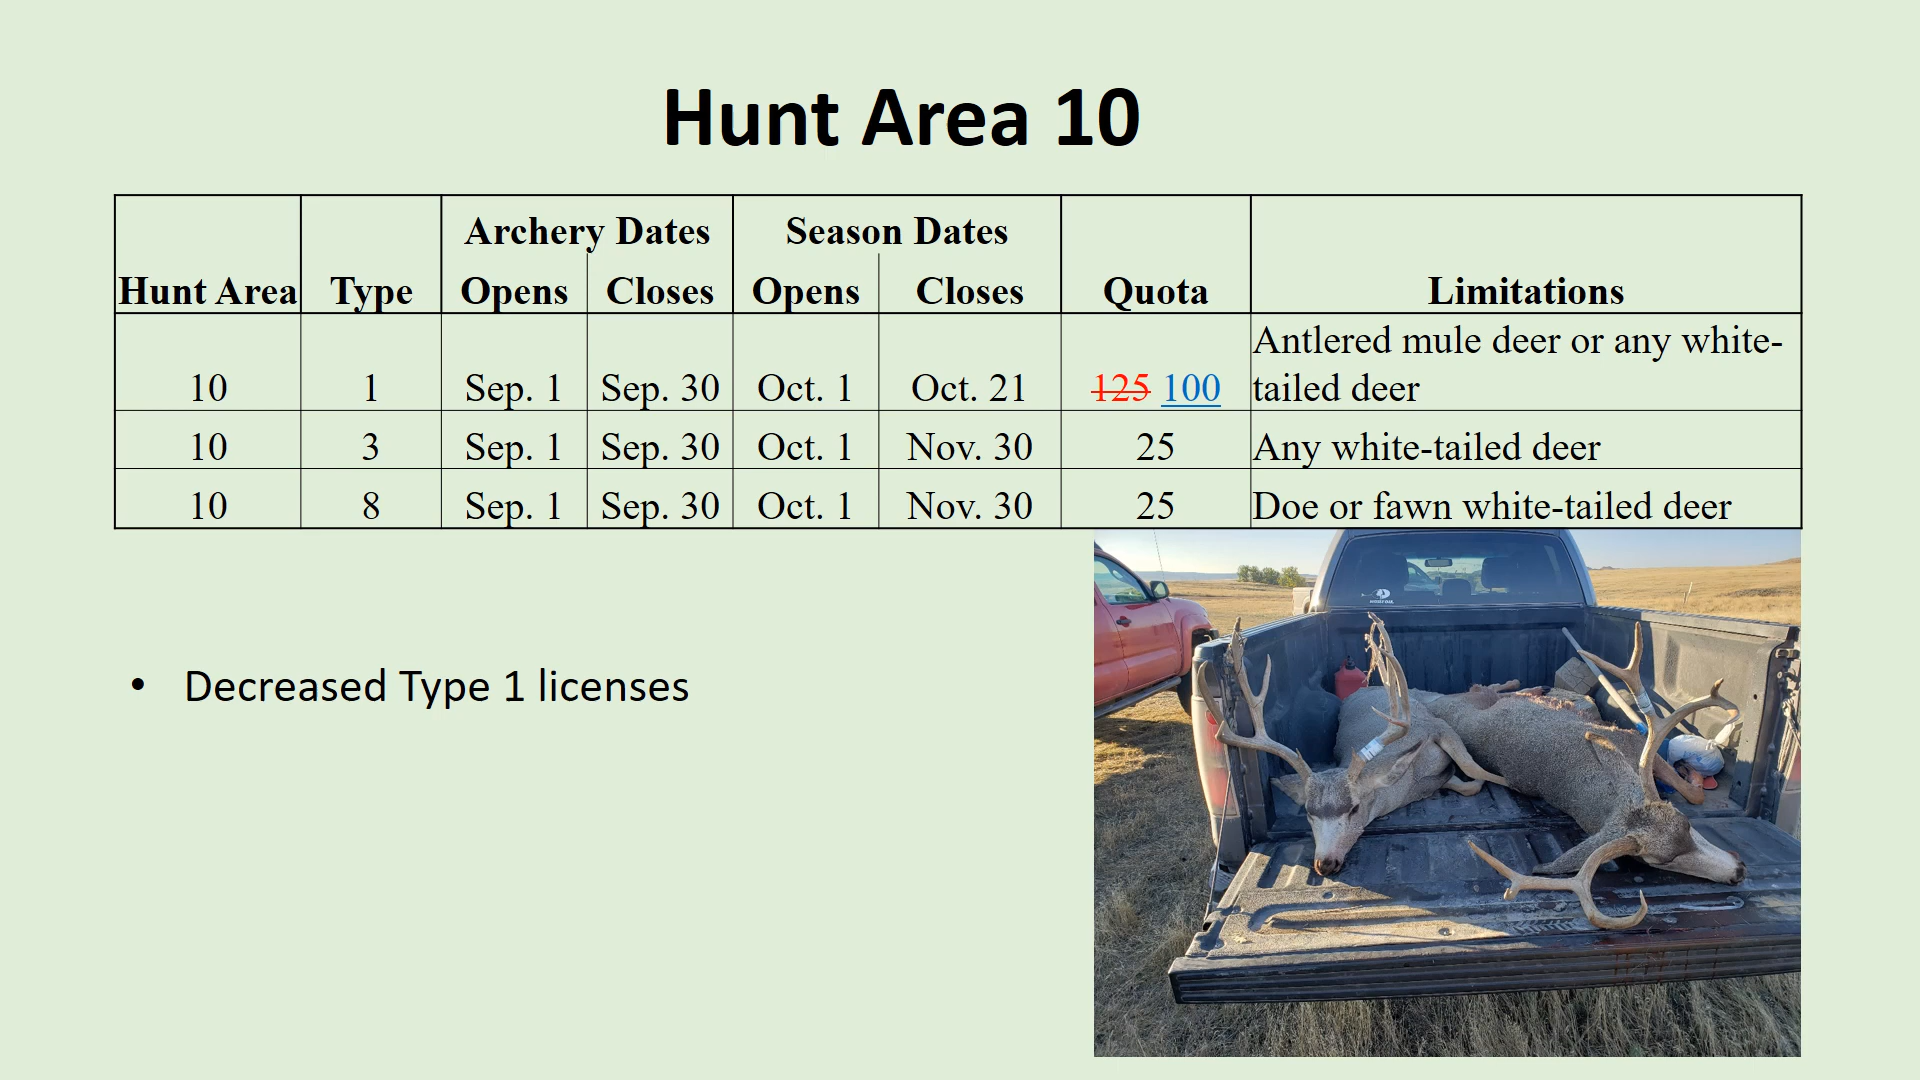 Hunt Area 10
Archery Dates Season Dates
Hunt Area Type Opens Closes Opens Closes Quota Limitations
10 1 Sep. 1 Sep. 30 Oct. 1 Oct. 21 125 100 Antlered mule deer or any white-
tailed deer
10 3 Sep. 1 Sep. 30 Oct. 1 Nov. 30 25 Any white-tailed deer
10 8 Sep. 1 Sep. 30 Oct. 1 Nov. 30 25 Doe or fawn white-tailed deer
• Decreased Type 1 licenses